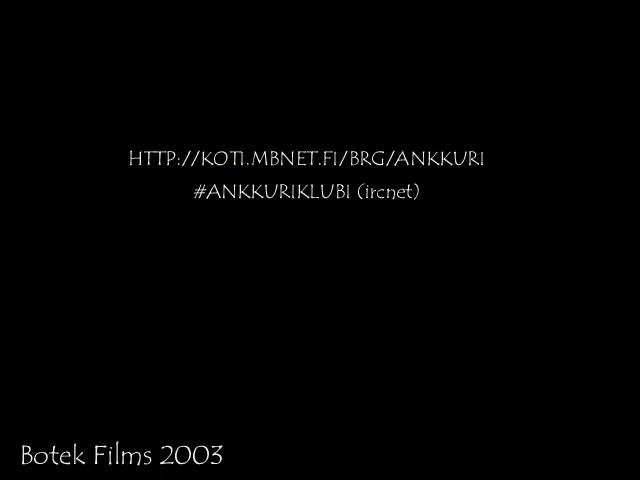 HTTP://KOTI.MBNET.FI/BRG/ANKKURI
#ANKKURIKLUBI (ircnet)
Botek Films 2003